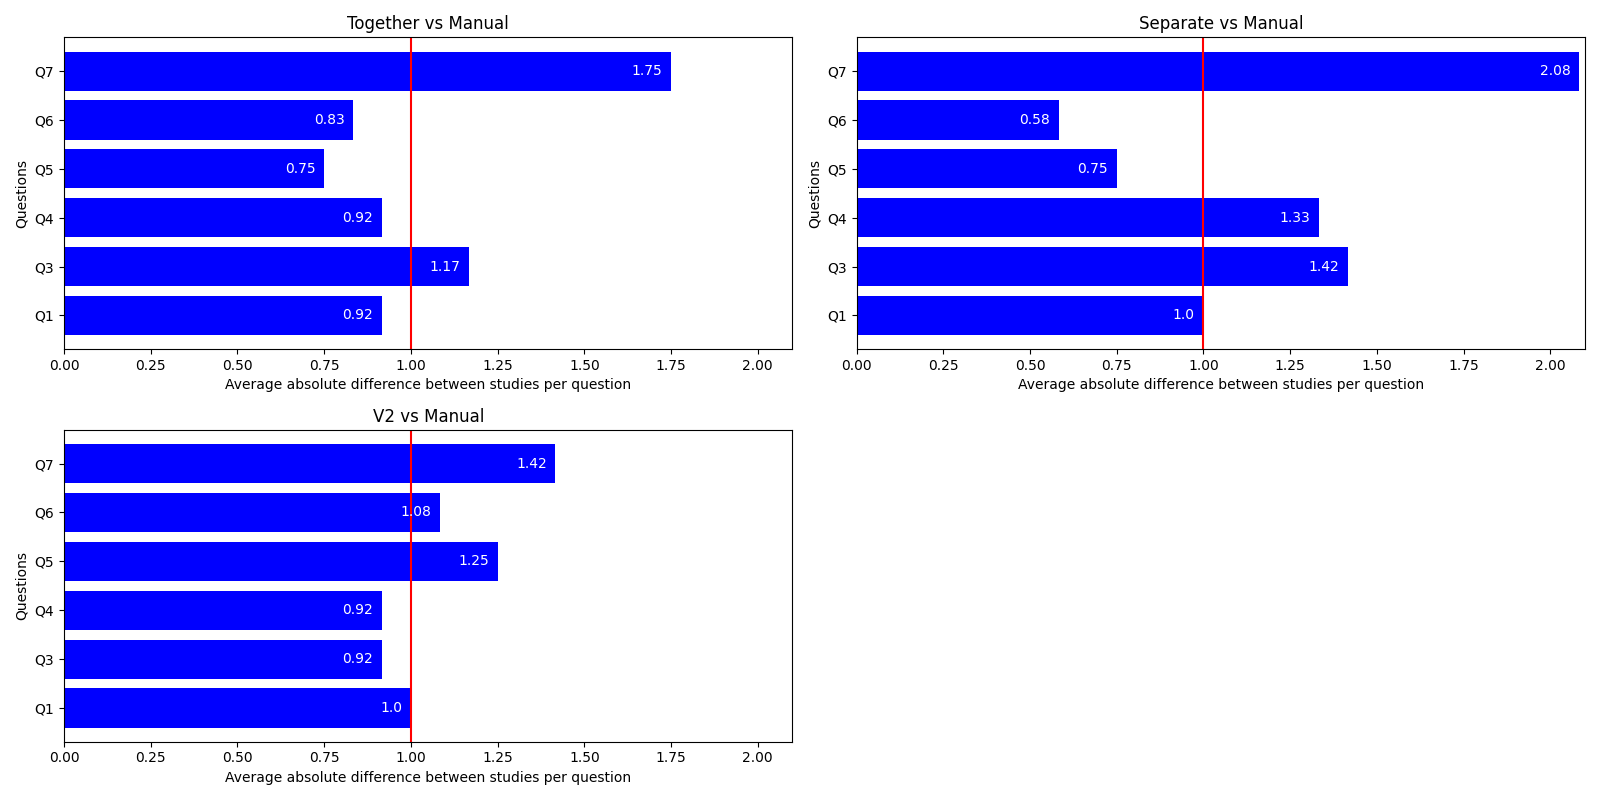 Together vs Manual
Questions
Q7
1.75
Q6
0.83
Q5
0.75
Q4
0.92
Q3
1.17
Q1
0.92
0.00 0.25 0.50 0.75 1.00 1.25 1.50 1.75 2.00
Average absolute difference between studies per question
Separate vs Manual
Questions
Q7
2.08
Q6
0.58
Q5
0.75
Q4
1.33
Q3
1.42
Q1
1.0
0.00 0.25 0.50 0.75 1.00 1.25 1.50 1.75 2.00
Average absolute difference between studies per question
V2 vs Manual
Questions
Q7
1.42
Q6
1.08
Q5
1.25
Q4
0.92
Q3
0.92
Q1
1.0
0.00 0.25 0.50 0.75 1.00 1.25 1.50 1.75 2.00
Average absolute difference between studies per question